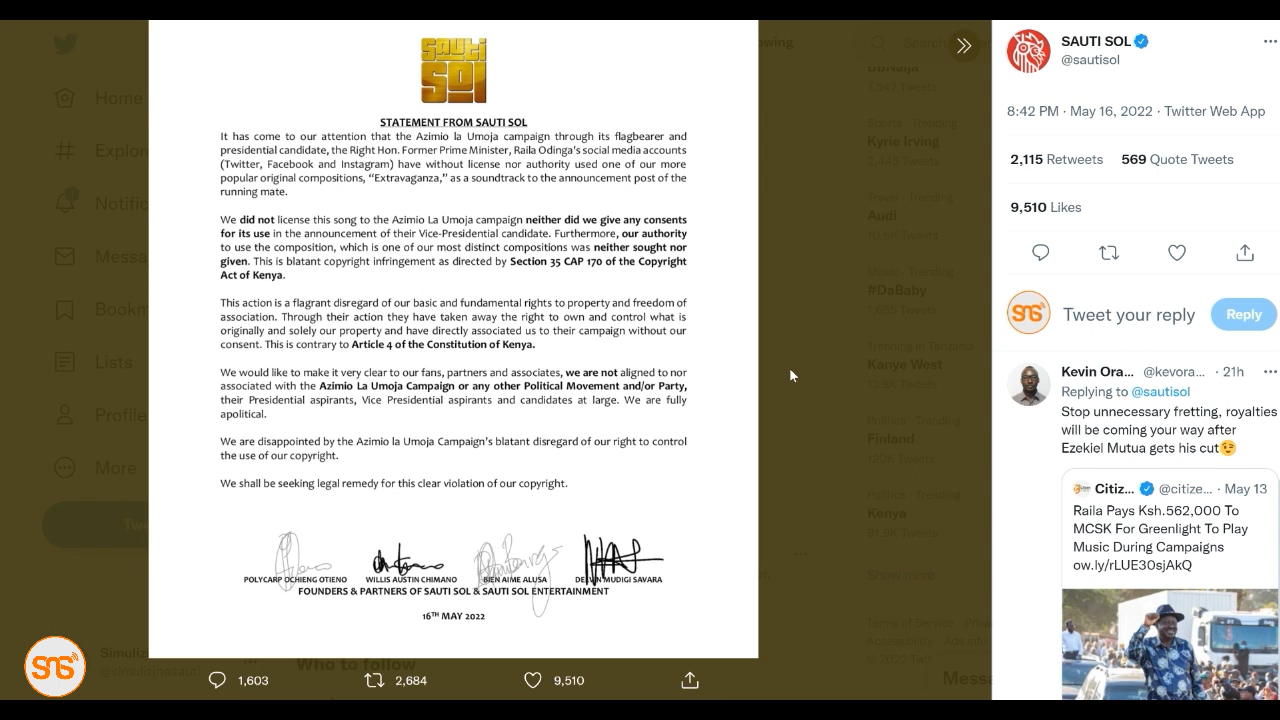 Sauti
Sol
STATEMENT FROM SAUTI SOL
It has come to our attention that the Azimio la Umoja campaign through its flagbearer and
presidential candidate, the Right Hon. Former Prime Minister, Raila Odinga's social media accounts
(Twitter, Facebook and Instagram) have without license nor authority used one of our more
popular original compositions, “Extravaganza,” as a soundtrack to the announcement post of the
running mate.
We did not license this song to the Azimio La Umoja campaign neither did we give any consents
for its use in the announcement of their Vice-Presidential candidate. Furthermore, our authority
to use the composition, which is one of our most distinct compositions was neither sought nor
given. This is blatant copyright infringement as directed by Section 35 CAP 170 of the Copyright
Act of Kenya.
This action is a flagrant disregard of our basic and fundamental rights to property and freedom of
association. Through their action they have taken away the right to own and control what is
originally and solely our property and have directly associated us to their campaign without our
consent. This is contrary to Article 4 of the Constitution of Kenya.
We would like to make it very clear to our fans, partners and associates, we are not aligned to nor
associated with the Azimio La Umoja Campaign or any other Political Movement and/or Party,
their Presidential aspirants, Vice Presidential aspirants and candidates at large. We are fully
apolitical.
We are disappointed by the Azimio la Umoja Campaign's blatant disregard of our right to control
the use of our copyright.
We shall be seeking legal remedy for this clear violation of our copyright.
POLYCARP OCHIENG OTIENO WILLIS AUSTIN CHIMANO BIEN AIME ALUSA DELVIN MUDIGI SAVARA
FOUNDERS & PARTNERS OF SAUTI SOL & SAUTI SOL ENTERTAINMENT
16TH MAY 2022
1,603 2,684 9,510
Home
Explor
Notific
Messa
Bookm
Lists
Profile
More
Tw
SNS
Who to follow
Kyrie Irving
Audi
#DaBaby
Trending in Tanzania
Kanye West
Finland
Kenya
Show more
Messa
SAUTI SOL
@sautisol
8:42 PM · May 16, 2022 · Twitter Web App
2,115 Retweets 569 Quote Tweets
9,510 Likes
SNS
Tweet your reply
Reply
Kevin Ora... @kevora... · 21h
Replying to @sautisol
Stop unnecessary fretting, royalties
will be coming your way after
Ezekiel Mutua gets his cut😉
Citiz... @citize... · May 13
Raila Pays Ksh.562,000 To
MCSK For Greenlight To Play
Music During Campaigns
ow.ly/rLUE30sjAkQ